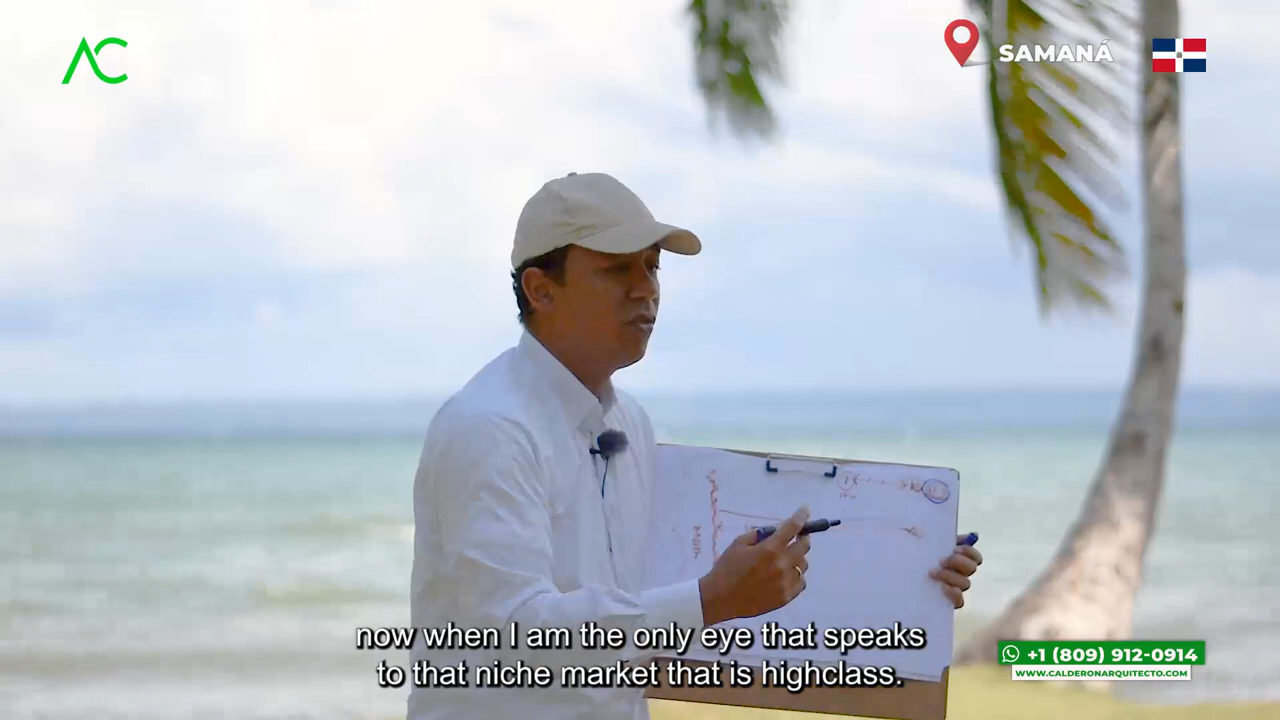 AC
SAMANÁ
now when I am the only eye that speaks
to that niche market that is highclass.
+1 (809) 912-0914
WWW.CALDERONARQUITECTO.COM